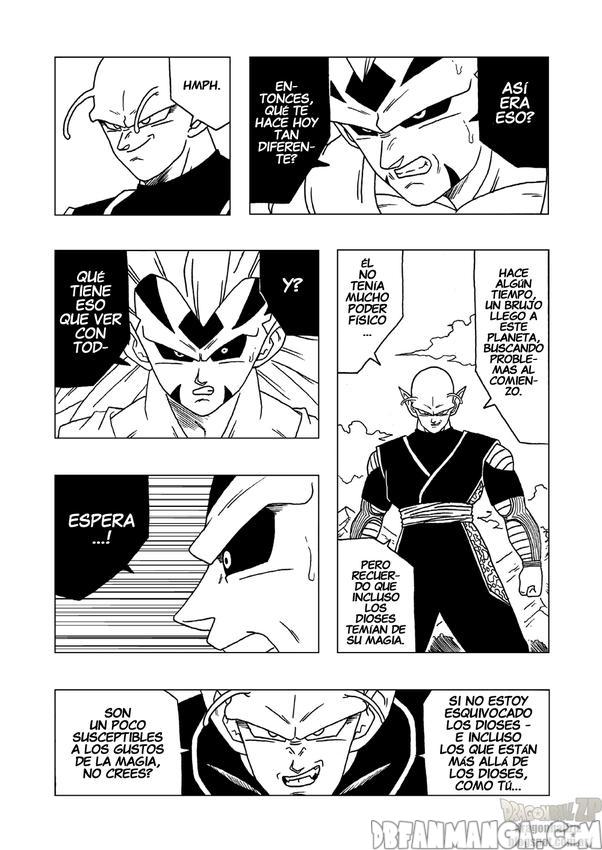 ASÍ
ERA
ESO?
EN-
TONCES,
QUÉ TE
HACE HOY
TAN
DIFEREN-
TE?
HMPH.
HACE
ALGÚN
TIEMPO,
UN BRUJO
LLEGO A
ESTE
PLANETA,
BUSCANDO
PROBLE-
MAS AL
COMIEN-
ZO.
ÉL
NO
TENÍA
MUCHO
PODER
FÍSICO
...
PERO
RECUER-
DO QUE
INCLUSO
LOS
DIOSES
TEMÍAN DE
SU MAGIA.
Y?
QUÉ
TIENE
ESO
QUE VER
CON
TOD-
ESPERA
...!
SI NO ESTOY
ESQUIVOCADO
LOS DIOSES -
E INCLUSO
LOS QUE ESTÁN
MÁS ALLÁ DE
LOS DIOSES,
COMO TÚ...
SON
UN POCO
SUSCEPTIBLES
A LOS GUSTOS
DE LA MAGIA,
NO CREES?
DRAGONBALL ZP
DBFANMANGA.COM